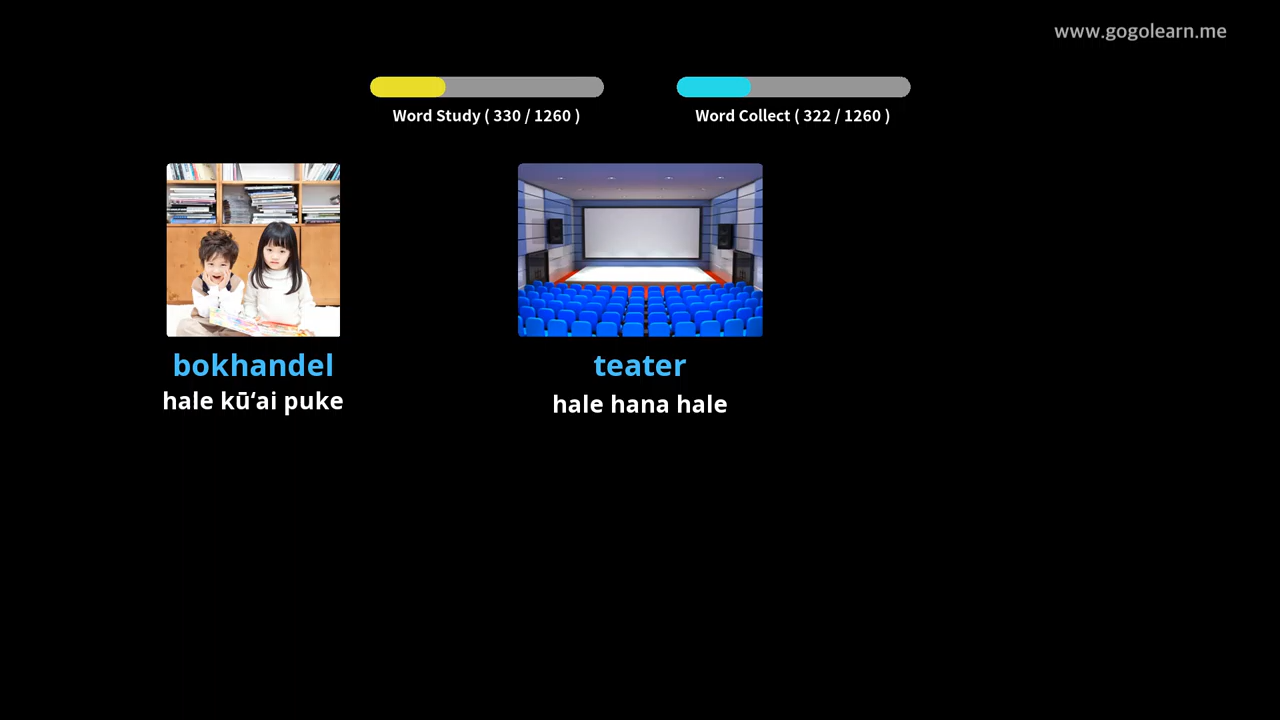 www.gogolearn.me
Word Study ( 330 / 1260 )
Word Collect ( 322 / 1260 )
bokhandel
hale kūʻai puke
teater
hale hana hale